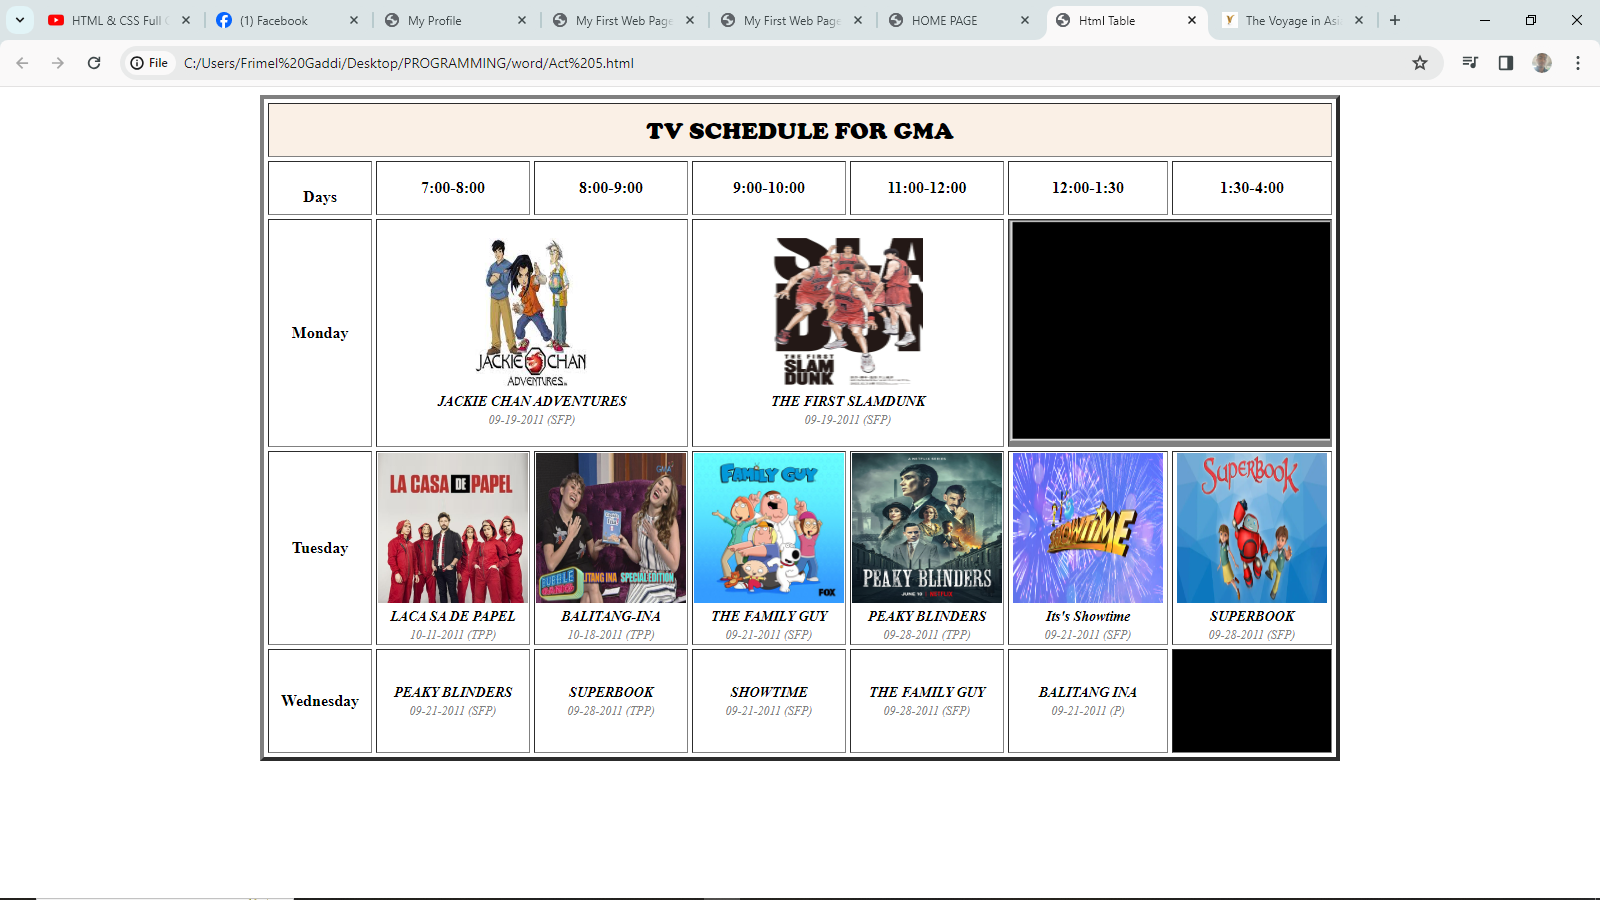 HTML & CSS Full C
(1) Facebook
My Profile
My First Web Page
My First Web Page
HOME PAGE
Html Table
The Voyage in Asi
File
C:/Users/Frimel%20Gaddi/Desktop/PROGRAMMING/word/Act%205.html
TV SCHEDULE FOR GMA
Days
7:00-8:00
8:00-9:00
9:00-10:00
11:00-12:00
12:00-1:30
1:30-4:00
Monday
SLA
DUN
JACKIE CHAN
ADVENTURES
THE FIRST
SLAM
DUNK
JACKIE CHAN ADVENTURES
09-19-2011 (SFP)
THE FIRST SLAMDUNK
09-19-2011 (SFP)
Tuesday
LA CASA DE PAPEL
GMA
BUBBLE
GANG
ITANG INA SPECIAL EDITION
FAMILY GUY
FOX
A NETFLIX SERIES
PEAKY BLINDERS
JUNE 10 NETFLIX
SHOWTIME
SUPERBOOK
LACA SA DE PAPEL
10-11-2011 (TPP)
BALITANG-INA
10-18-2011 (TPP)
THE FAMILY GUY
09-21-2011 (SFP)
PEAKY BLINDERS
09-28-2011 (TPP)
Its's Showtime
09-21-2011 (SFP)
SUPERBOOK
09-28-2011 (SFP)
Wednesday
PEAKY BLINDERS
09-21-2011 (SFP)
SUPERBOOK
09-28-2011 (TPP)
SHOWTIME
09-21-2011 (SFP)
THE FAMILY GUY
09-28-2011 (SFP)
BALITANG INA
09-21-2011 (P)